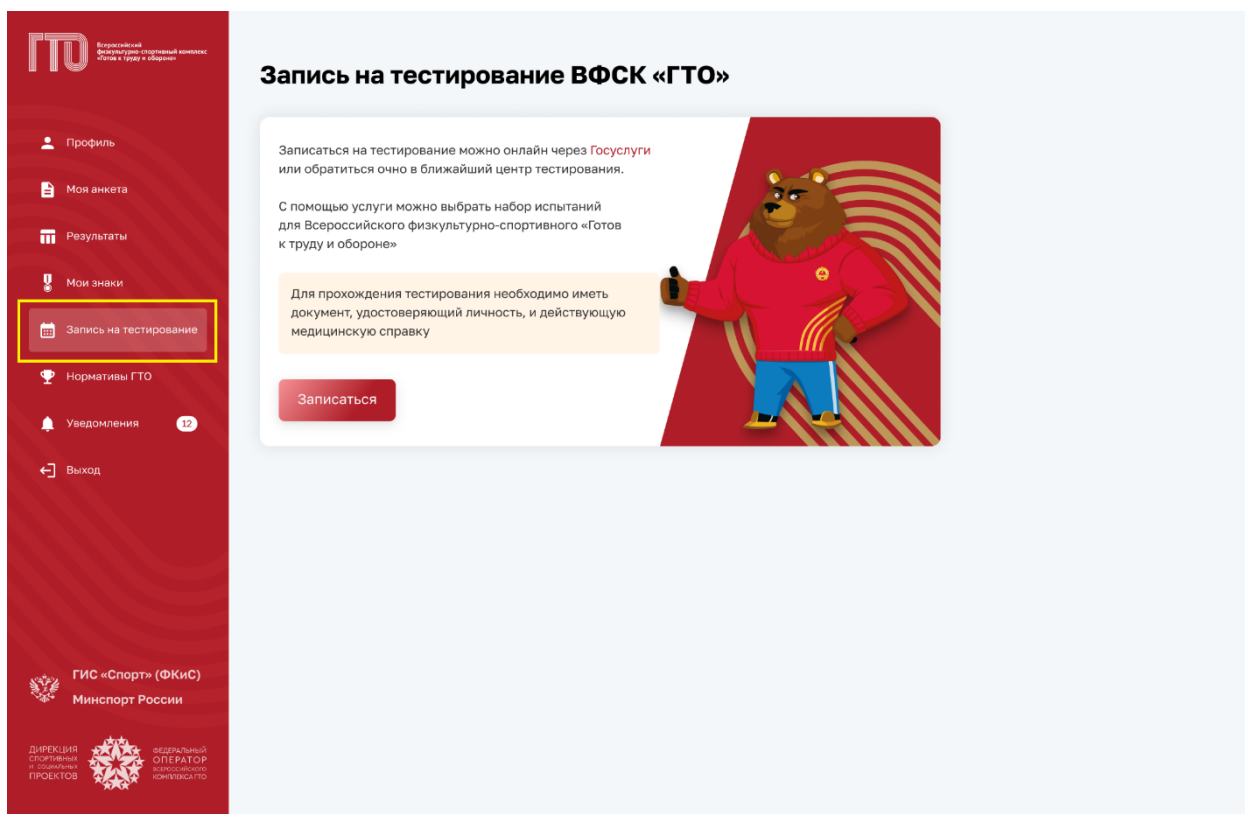 ГТО
Всероссийский
физкультурно-спортивный комплекс
«Готов к труду и обороне»
Профиль
Моя анкета
Результаты
Мои знаки
Запись на тестирование
Нормативы ГТО
Уведомления 12
Выход
ГИС «Спорт» (ФКиС)
Минспорт России
ДИРЕКЦИЯ
СПОРТИВНЫХ
И СОЦИАЛЬНЫХ
ПРОЕКТОВ
ФЕДЕРАЛЬНЫЙ
ОПЕРАТОР
ВСЕРОССИЙСКОГО
КОМПЛЕКСА ГТО
Запись на тестирование ВФСК «ГТО»
Записаться на тестирование можно онлайн через Госуслуги
или обратиться очно в ближайший центр тестирования.
С помощью услуги можно выбрать набор испытаний
для Всероссийского физкультурно-спортивного «Готов
к труду и обороне»
Для прохождения тестирования необходимо иметь
документ, удостоверяющий личность, и действующую
медицинскую справку
Записаться